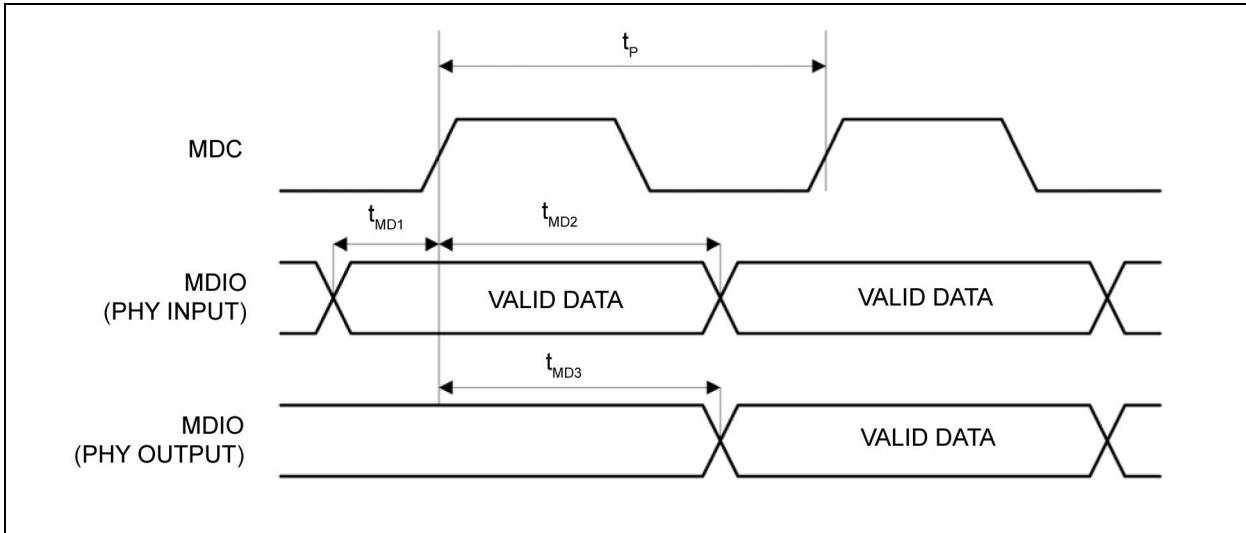 tP
MDC
tMD1
tMD2
MDIO
(PHY INPUT)
VALID DATA
VALID DATA
tMD3
MDIO
(PHY OUTPUT)
VALID DATA